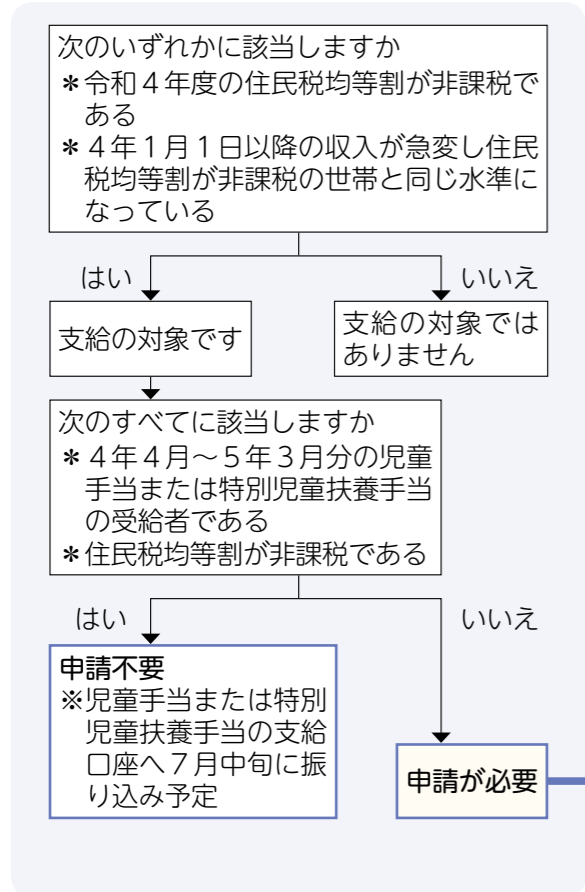 次のいずれかに該当しますか
＊令和４年度の住民税均等割が非課税で
ある
＊４年１月１日以降の収入が急変し住民
税均等割が非課税の世帯と同じ水準に
なっている
はい
いいえ
支給の対象です
支給の対象では
ありません
次のすべてに該当しますか
＊４年４月～５年３月分の児童
手当または特別児童扶養手当
の受給者である
＊住民税均等割が非課税である
はい
いいえ
申請不要
※児童手当または特別
児童扶養手当の支給
口座へ７月中旬に振
り込み予定
申請が必要